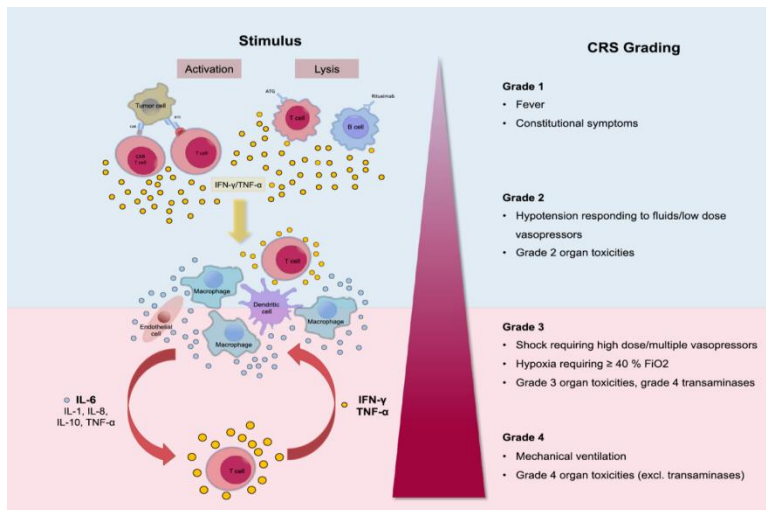 Stimulus
CRS Grading
Activation
Lysis
ATG
Rituximab
Tumor cell
T cell
B cell
CAR
T cell
T cell
IFN-γ/TNF-α
T cell
Macrophage
Dendritic
cell
Macrophage
Endothelial
cell
Macrophage
IL-6
IL-1, IL-8,
IL-10, TNF-α
IFN-γ
TNF-α
T cell
Grade 1
• Fever
• Constitutional symptoms
Grade 2
• Hypotension responding to fluids/low dose
vasopressors
• Grade 2 organ toxicities
Grade 3
• Shock requiring high dose/multiple vasopressors
• Hypoxia requiring ≥ 40 % FiO2
• Grade 3 organ toxicities, grade 4 transaminases
Grade 4
• Mechanical ventilation
• Grade 4 organ toxicities (excl. transaminases)